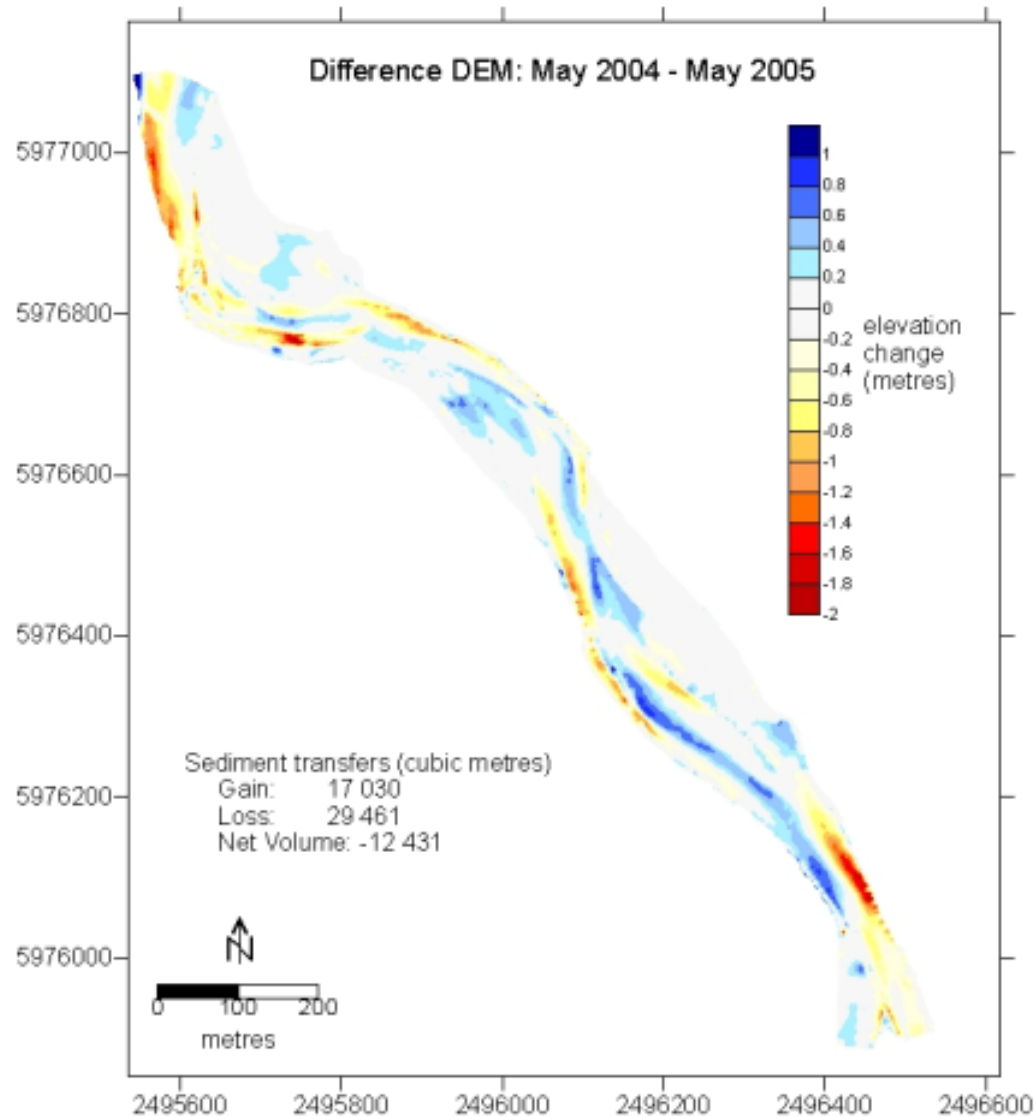 Difference DEM: May 2004 - May 2005
5977000
5976800
5976600
5976400
5976200
5976000
1
0.8
0.6
0.4
0.2
0
-0.2
-0.4
-0.6
-0.8
-1
-1.2
-1.4
-1.6
-1.8
-2
elevation
change
(metres)
Sediment transfers (cubic metres)
Gain: 17 030
Loss: 29 461
Net Volume: -12 431
N
0 100 200
metres
2495600 2495800 2496000 2496200 2496400 2496600